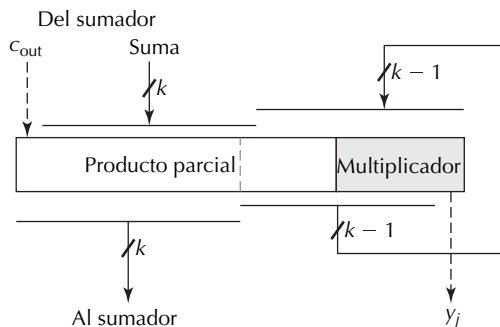 Del sumador
c_out
Suma
k
k − 1
Producto parcial
Multiplicador
k
k − 1
Al sumador
y_j